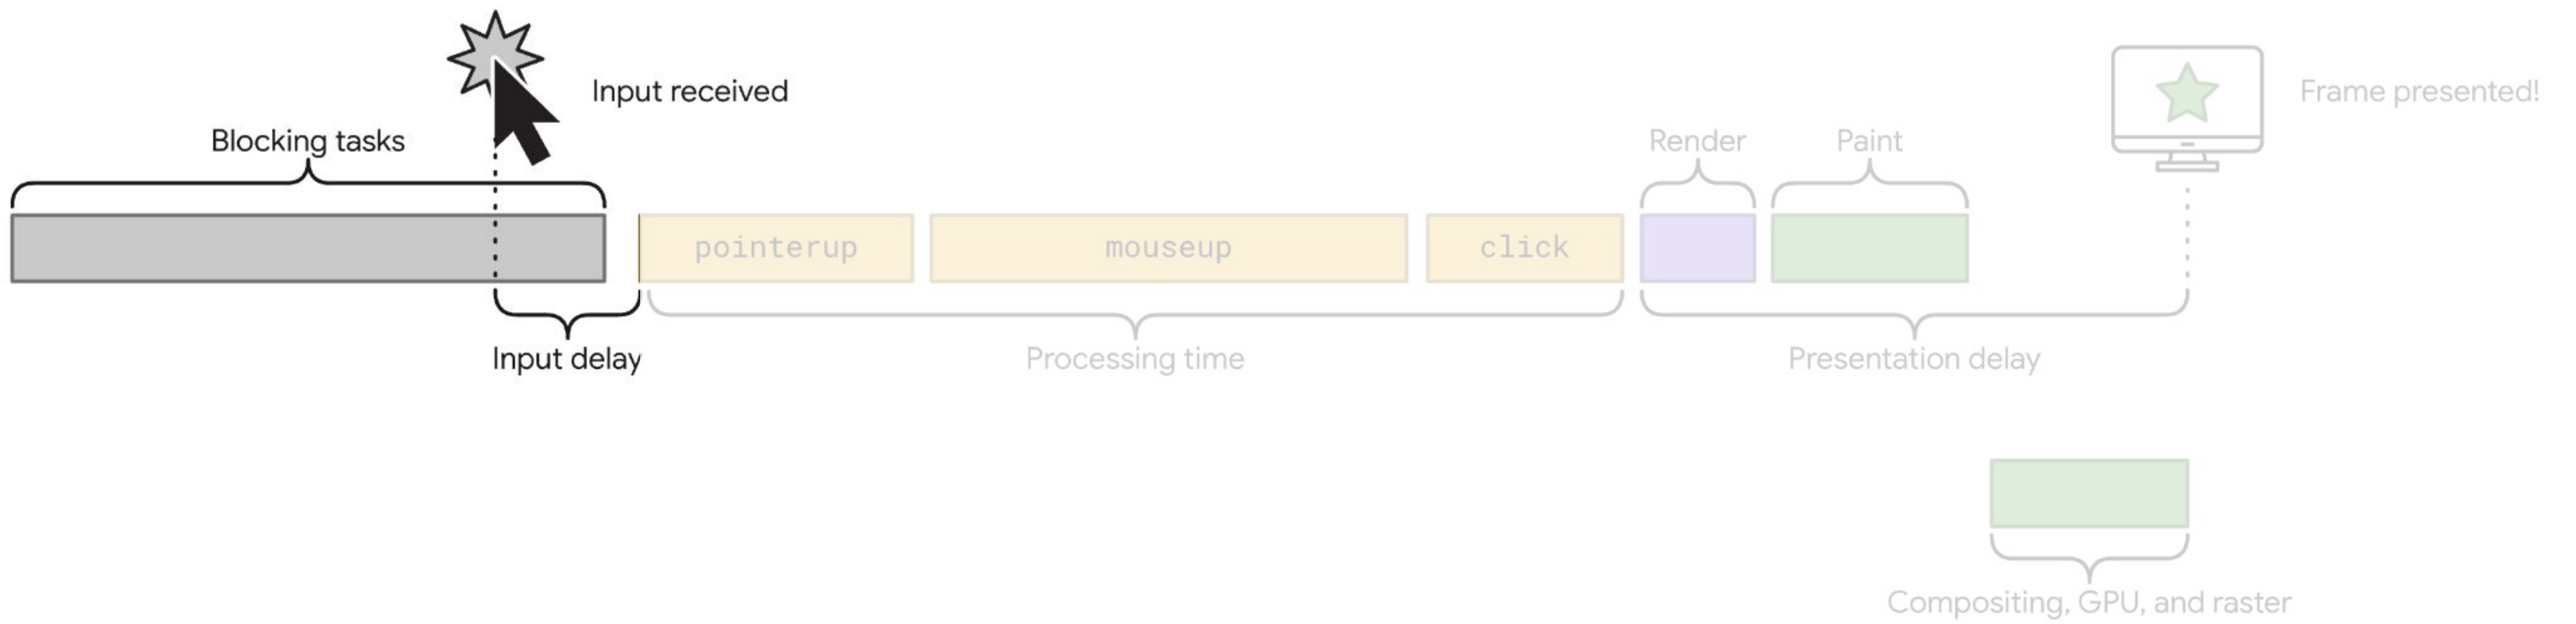 Input received
Frame presented!
Blocking tasks
Render
Paint
pointerup
mouseup
click
Input delay
Processing time
Presentation delay
Compositing, GPU, and raster